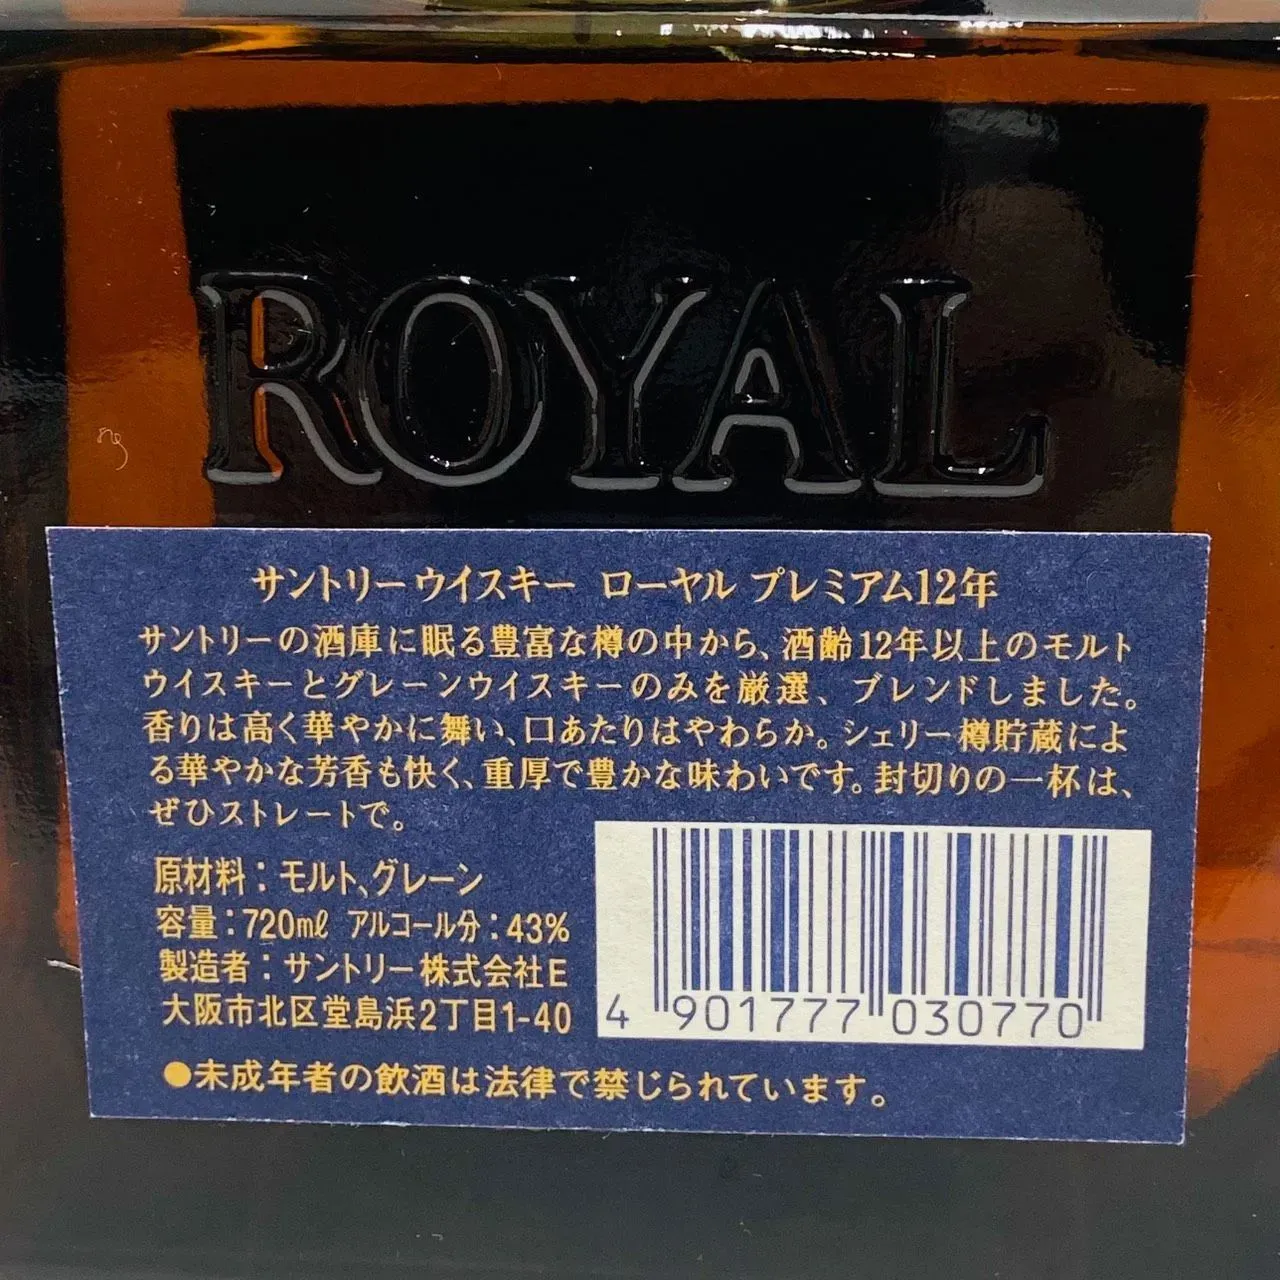 ROYAL
サントリーウイスキー ローヤル プレミアム12年
サントリーの酒庫に眠る豊富な樽の中から、酒齢12年以上のモルト
ウイスキーとグレーンウイスキーのみを厳選、ブレンドしました。
香りは高く華やかに舞い、口あたりはやわらか。シェリー樽貯蔵によ
る華やかな芳香も快く、重厚で豊かな味わいです。封切りの一杯は、
ぜひストレートで。
原材料：モルト、グレーン
容量：720mℓ アルコール分：43%
製造者：サントリー株式会社E
大阪市北区堂島浜2丁目1-40
4 901777 030770
●未成年者の飲酒は法律で禁じられています。